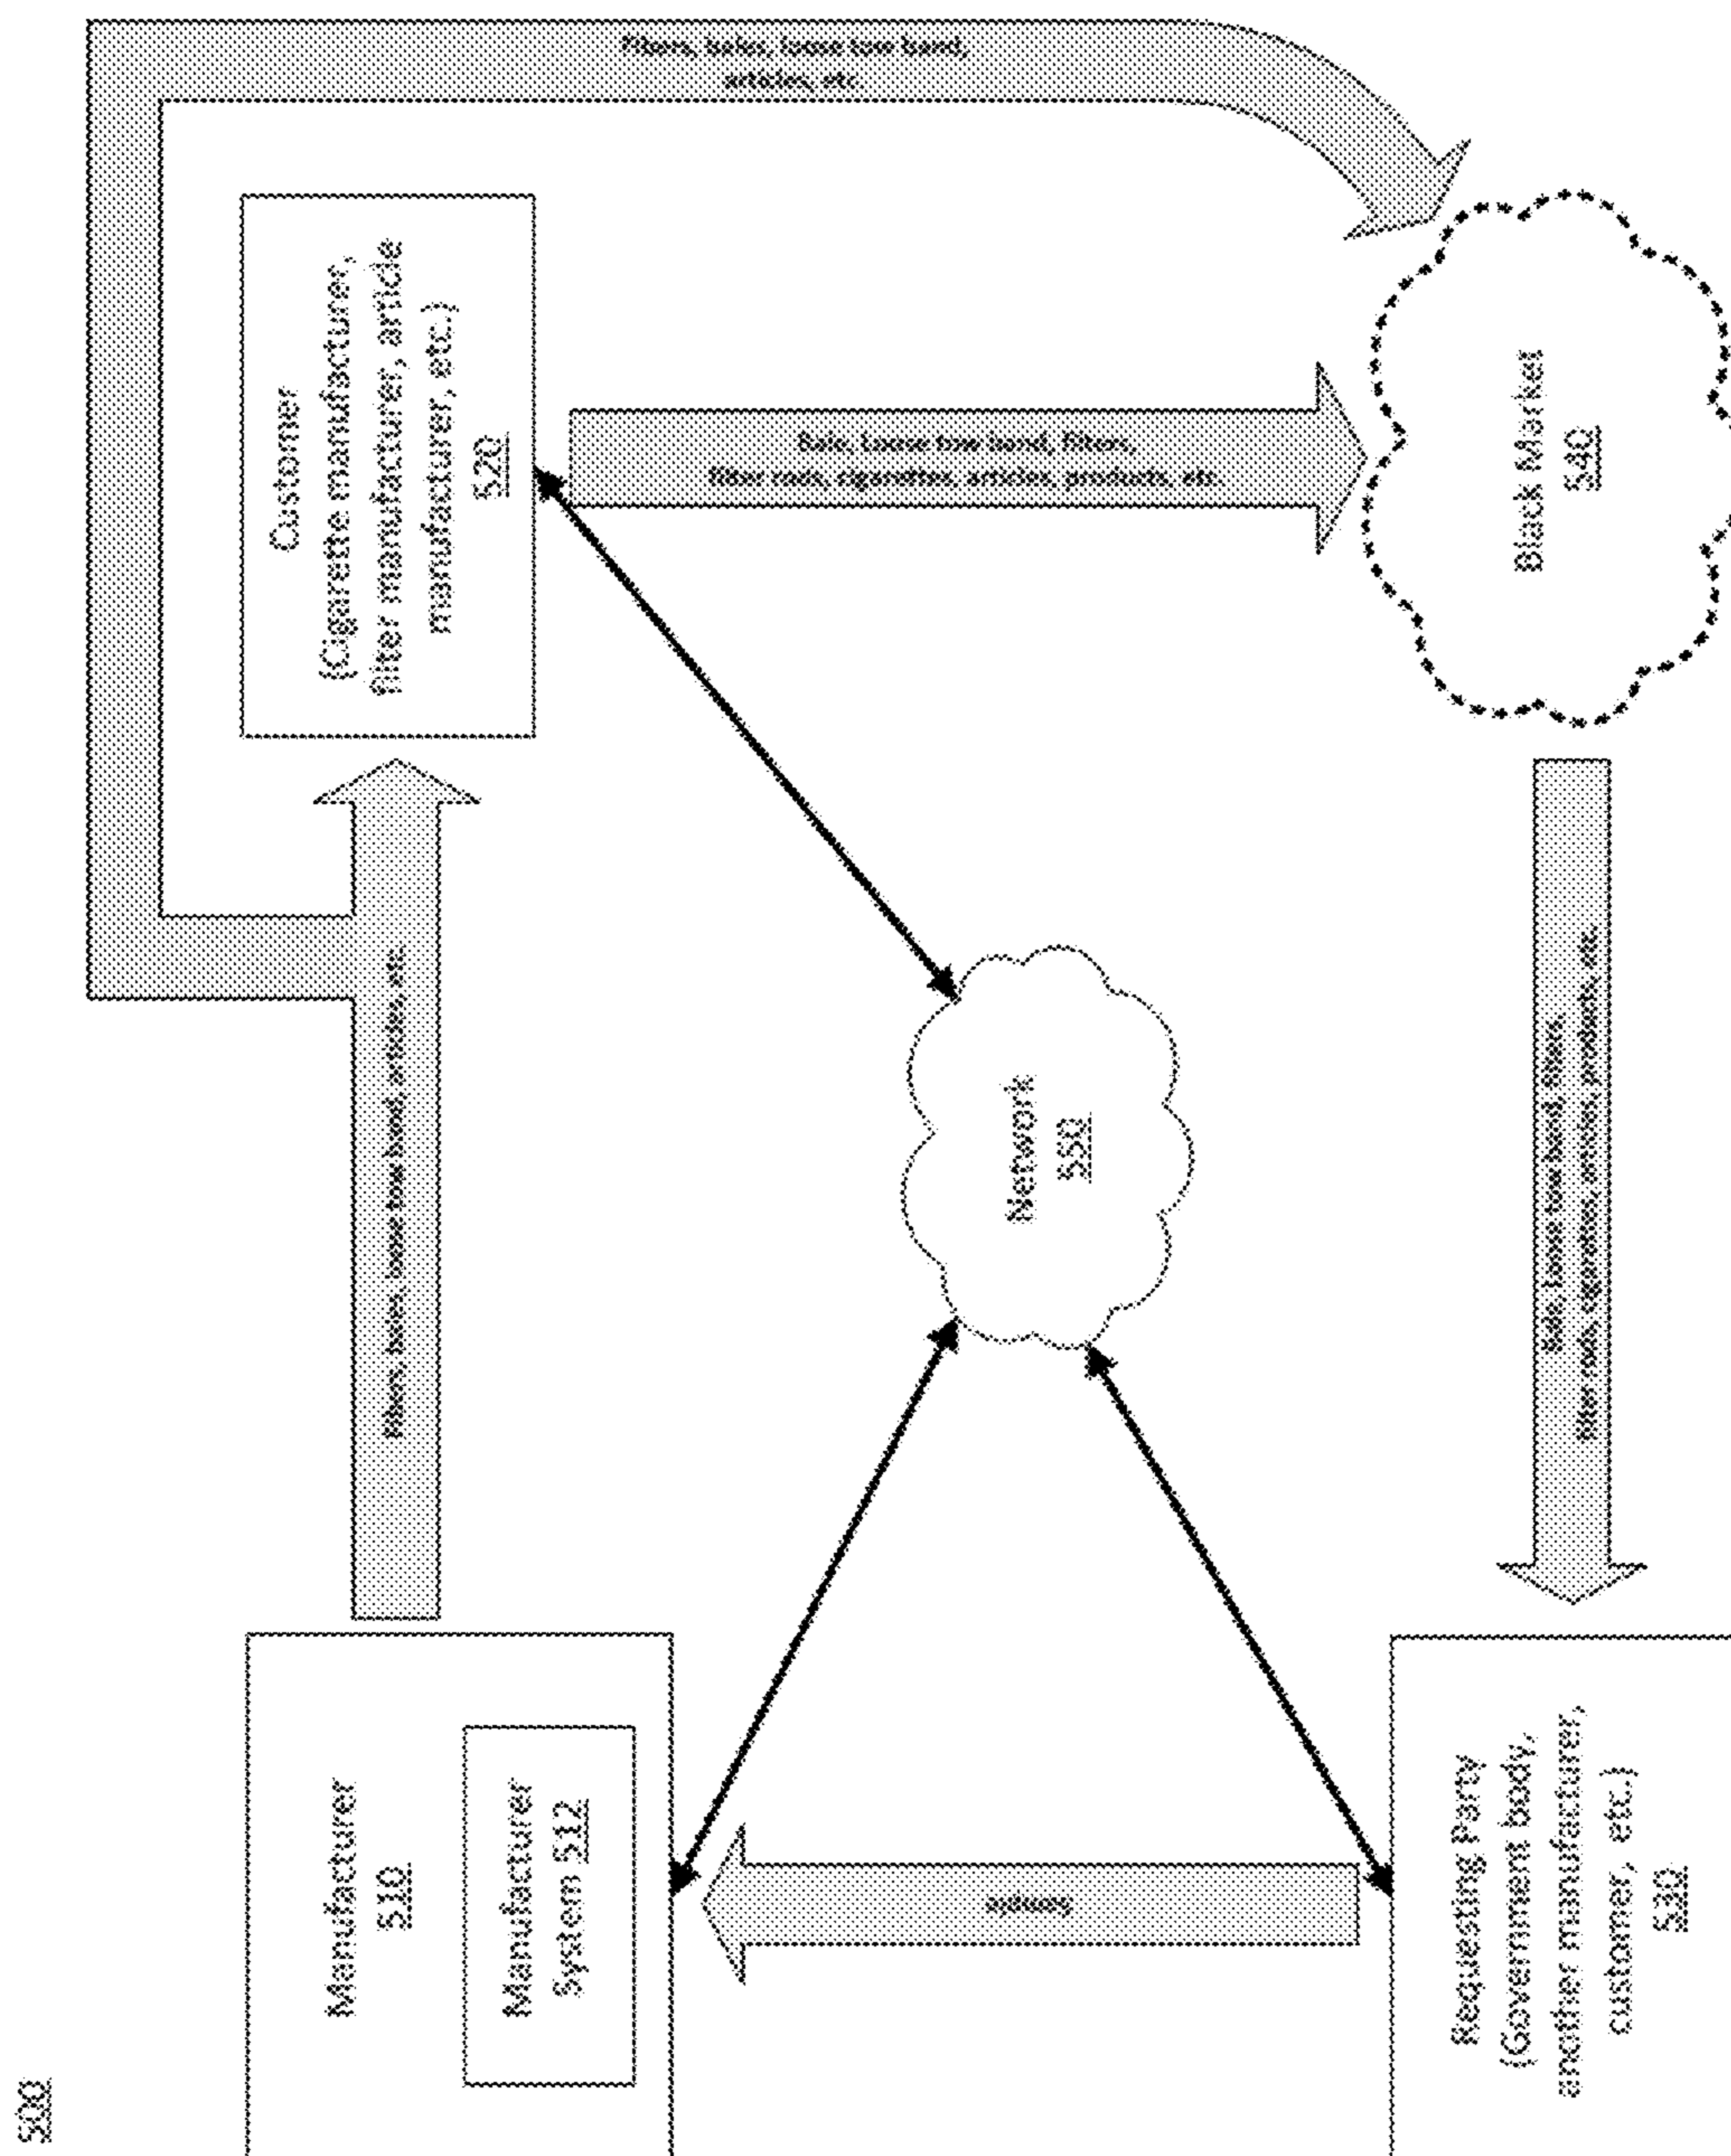 500
Manufacturer
510
Manufacturer
System 512
Fibers, bales, loose tow band, articles, etc.
Fibers, bales, loose tow band,
articles, etc.
Customer
(Cigarette manufacturer,
filter manufacturer, article
manufacturer, etc.)
520
Bale, Loose tow band, filters,
filter rods, cigarettes, articles, products, etc.
Network
550
Sample
Requesting Party
(Government body,
another manufacturer,
customer, etc.)
530
Bale, Loose tow band, filters,
filter rods, cigarettes, articles, products, etc.
Black Market
540